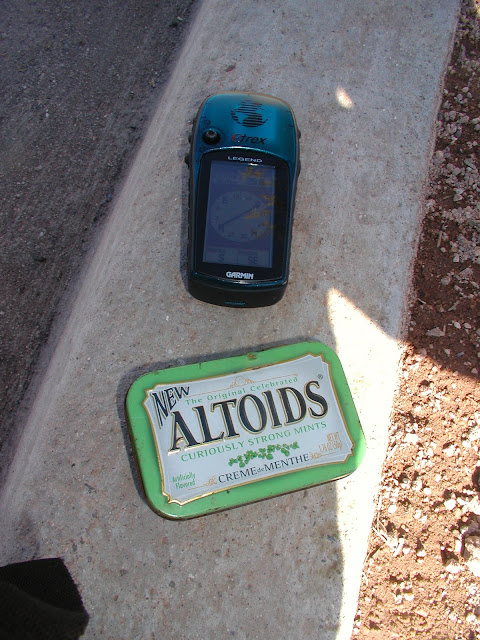 etrex
LEGEND
GARMIN
NEW
The Original Celebrated
ALTOIDS®
CURIOUSLY STRONG MINTS
Artificially
Flavored
CREME de MENTHE